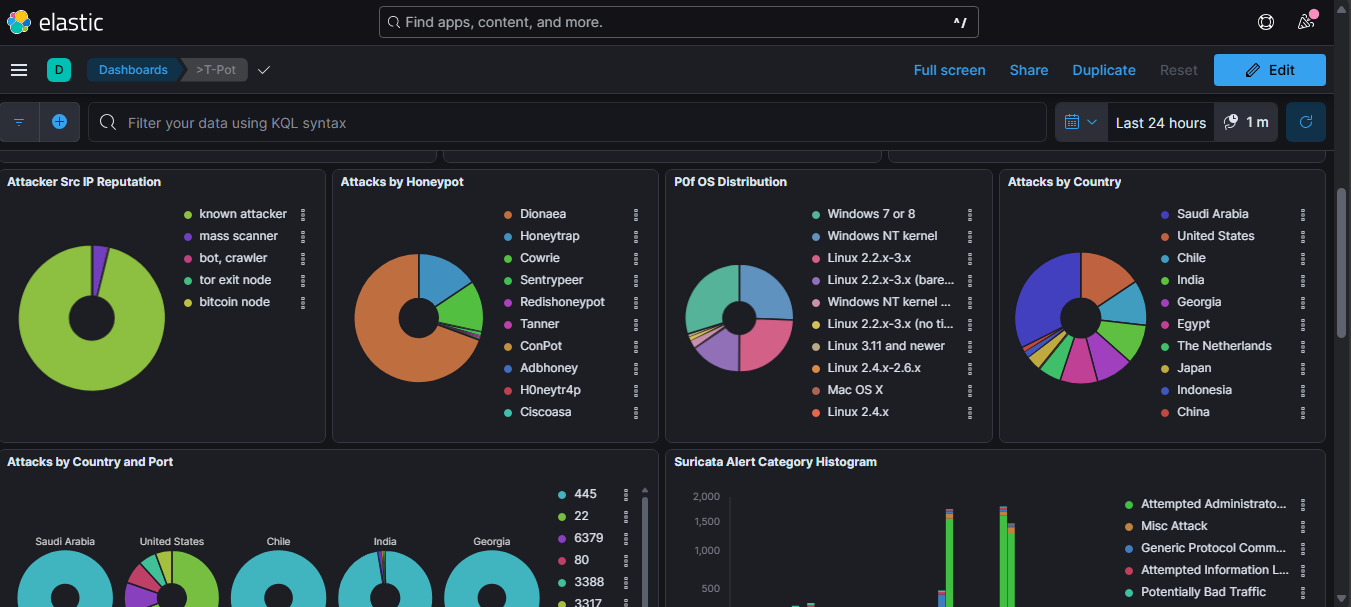 elastic
Find apps, content, and more.
^/
D
Dashboards
>T-Pot
Full screen
Share
Duplicate
Reset
Edit
Filter your data using KQL syntax
Last 24 hours
1 m
Attacker Src IP Reputation
known attacker
mass scanner
bot, crawler
tor exit node
bitcoin node
Attacks by Honeypot
Dionaea
Honeytrap
Cowrie
Sentrypeer
Redishoneypot
Tanner
ConPot
Adbhoney
H0neytr4p
Ciscoasa
P0f OS Distribution
Windows 7 or 8
Windows NT kernel
Linux 2.2.x-3.x
Linux 2.2.x-3.x (bare...
Windows NT kernel ...
Linux 2.2.x-3.x (no ti...
Linux 3.11 and newer
Linux 2.4.x-2.6.x
Mac OS X
Linux 2.4.x
Attacks by Country
Saudi Arabia
United States
Chile
India
Georgia
Egypt
The Netherlands
Japan
Indonesia
China
Attacks by Country and Port
Saudi Arabia
United States
Chile
India
Georgia
445
22
6379
80
3388
3317
Suricata Alert Category Histogram
2,000
1,500
1,000
500
Attempted Administrato...
Misc Attack
Generic Protocol Comm...
Attempted Information L...
Potentially Bad Traffic